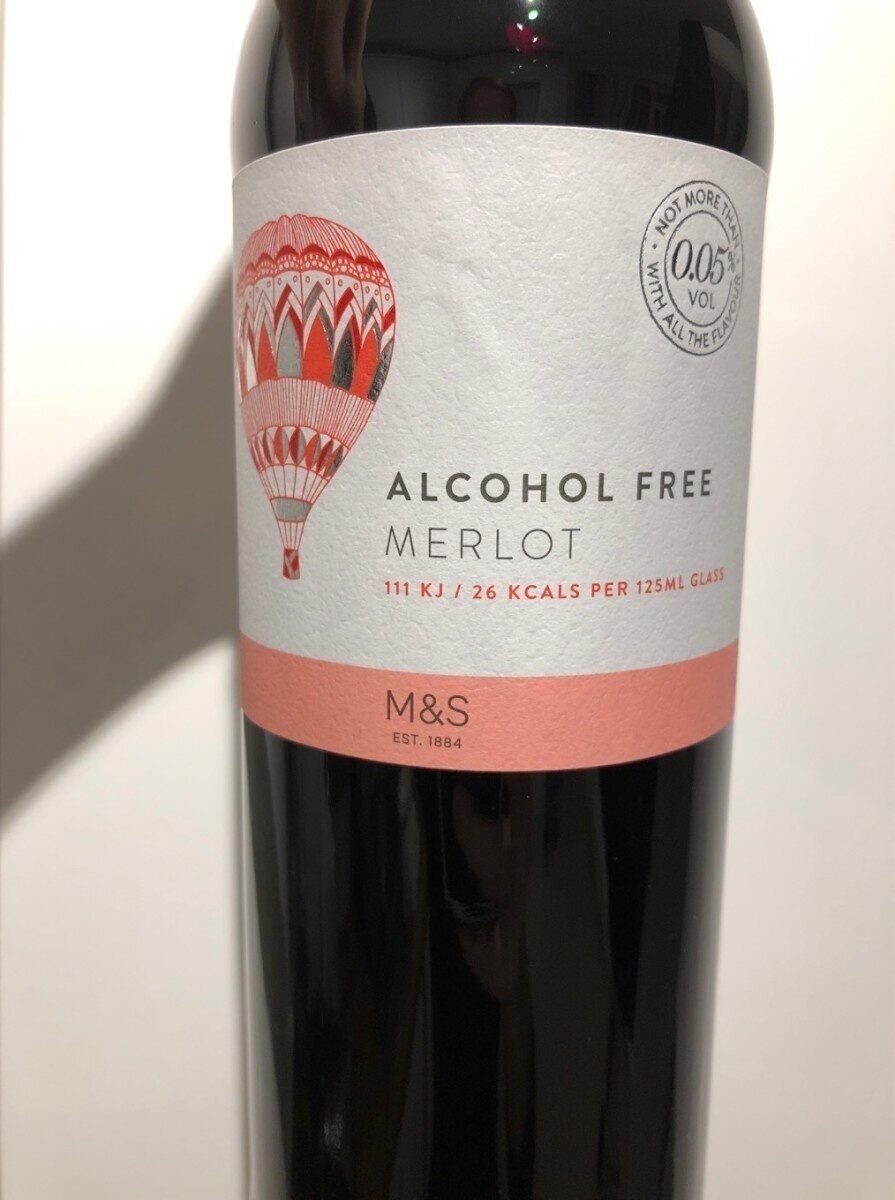 NOT MORE THAN
0.05%
VOL
WITH ALL THE FLAVOUR
ALCOHOL FREE
MERLOT
111 KJ / 26 KCALS PER 125ML GLASS
M&S
EST. 1884